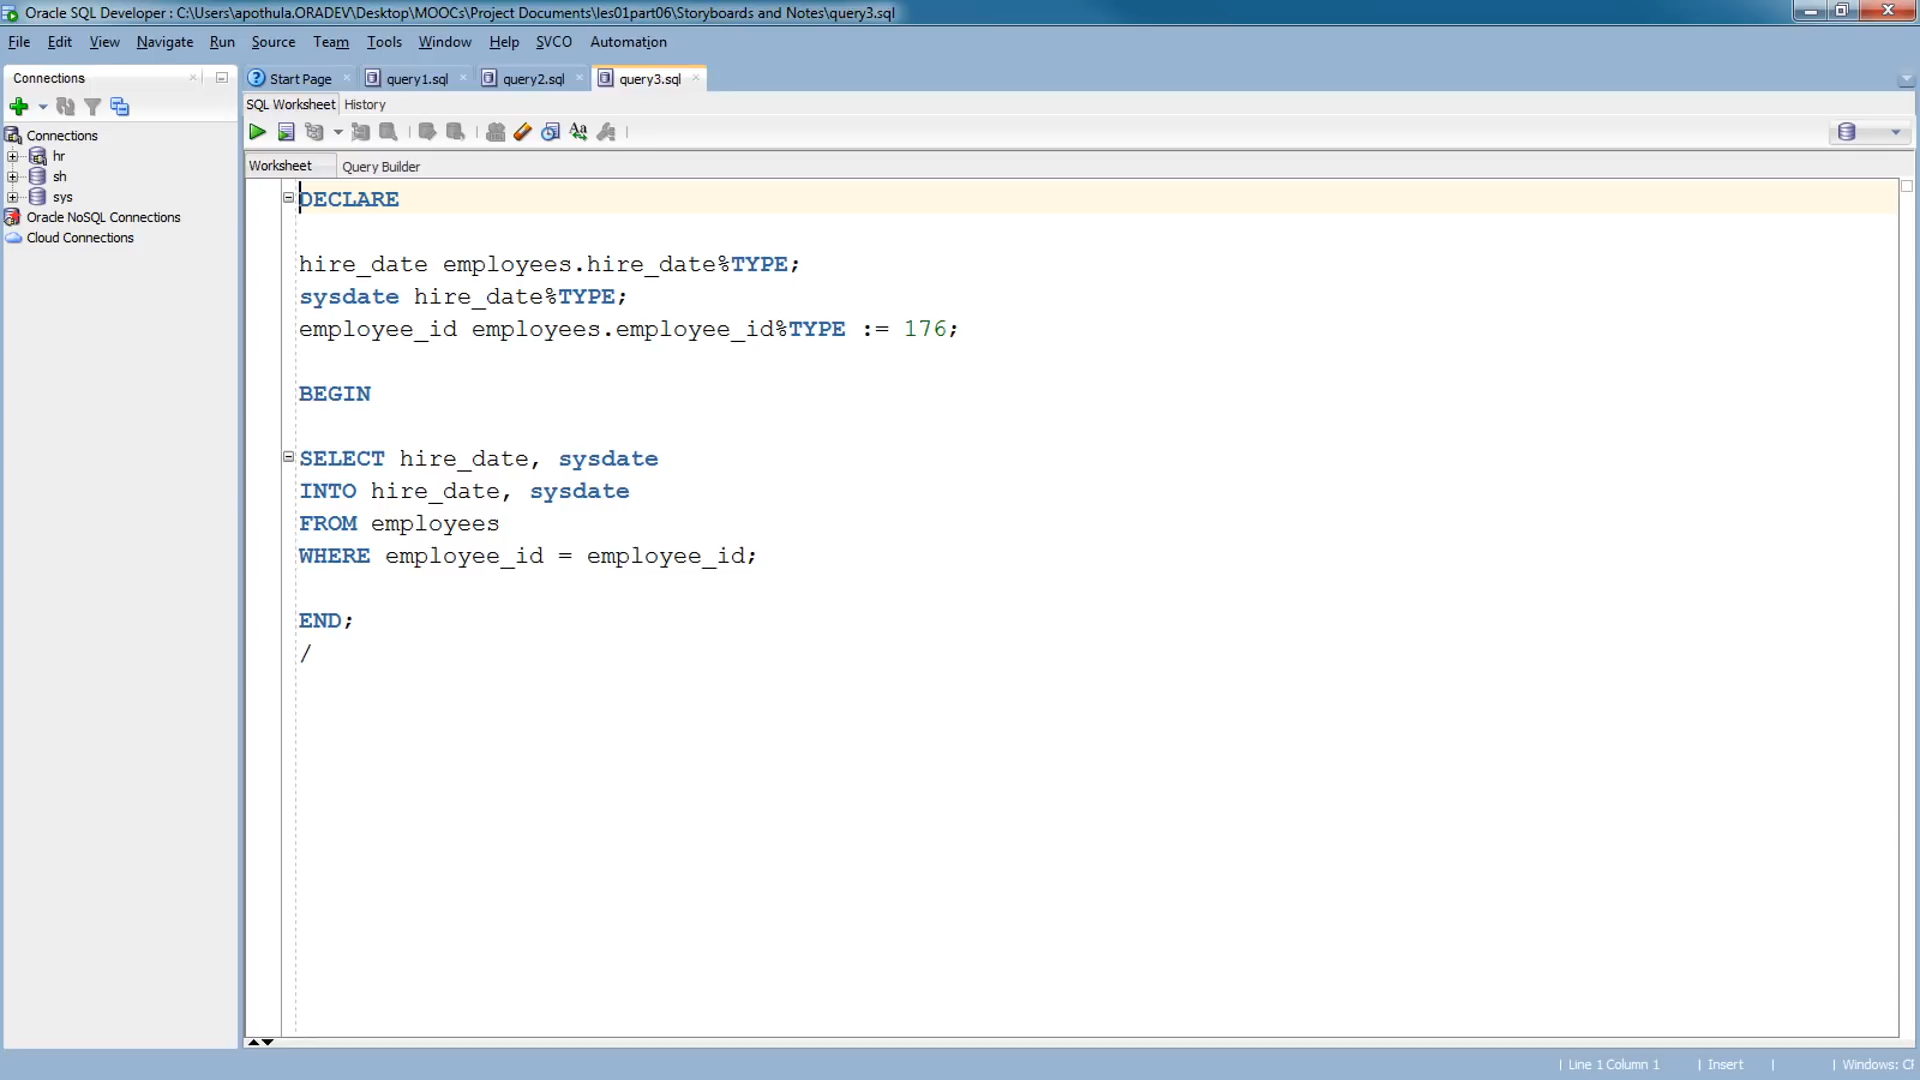 Oracle SQL Developer : C:\Users\apothula.ORADEV\Desktop\MOOCs\Project Documents\les01part06\Storyboards and Notes\query3.sql
File Edit View Navigate Run Source Team Tools Window Help SVCO Automation
Connections
Start Page query1.sql query2.sql query3.sql
SQL Worksheet History
Connections
hr
sh
sys
Oracle NoSQL Connections
Cloud Connections
Worksheet Query Builder
DECLARE
hire_date employees.hire_date%TYPE;
sysdate hire_date%TYPE;
employee_id employees.employee_id%TYPE := 176;
BEGIN
SELECT hire_date, sysdate
INTO hire_date, sysdate
FROM employees
WHERE employee_id = employee_id;
END;
/
Line 1 Column 1 Insert Windows: